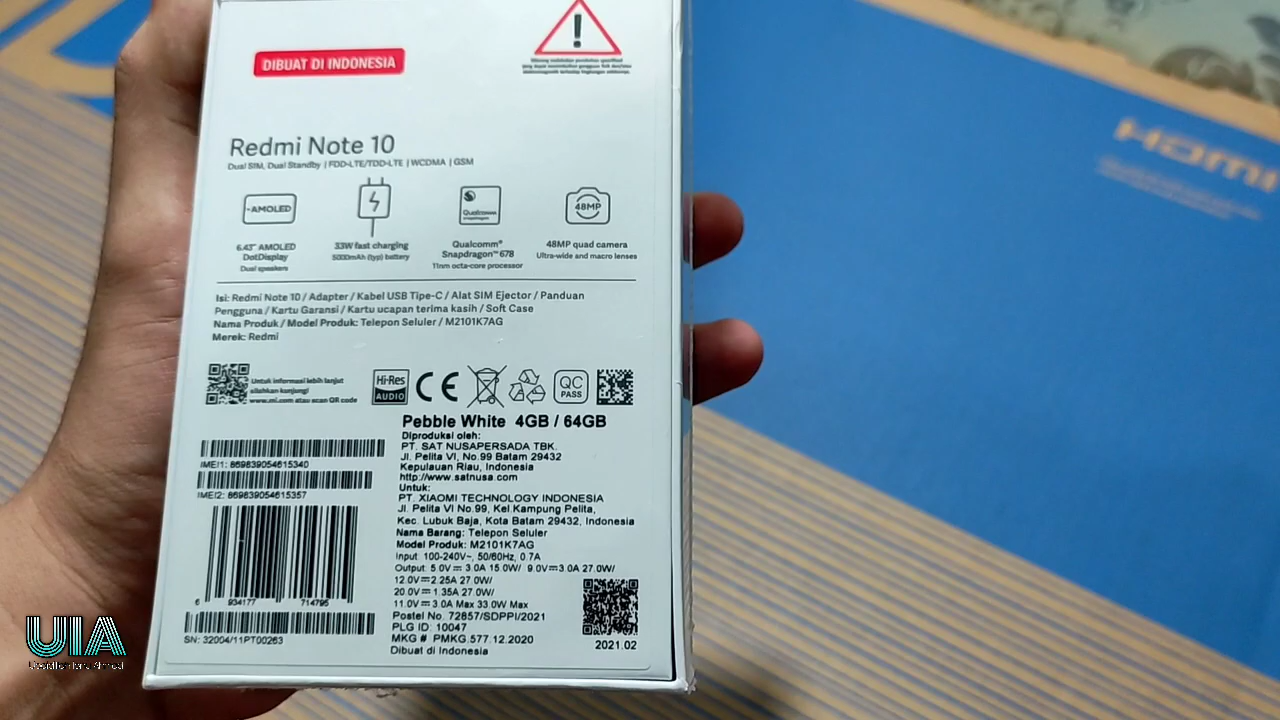 DIBUAT DI INDONESIA
Redmi Note 10
Dual SIM, Dual Standby | FDD-LTE/TDD-LTE | WCDMA | GSM
AMOLED
Qualcomm
snapdragon
48MP
6.43" AMOLED
DotDisplay
Dual speakers
33W fast charging
5000mAh (typ) battery
Qualcomm®
Snapdragon™ 678
11nm octa-core processor
48MP quad camera
Ultra-wide and macro lenses
Isi: Redmi Note 10 / Adapter / Kabel USB Tipe-C / Alat SIM Ejector / Panduan
Pengguna / Kartu Garansi / Kartu ucapan terima kasih / Soft Case
Nama Produk / Model Produk: Telepon Seluler / M2101K7AG
Merek: Redmi
Untuk informasi lebih lanjut
silahkan kunjungi
www.mi.com atau scan QR code
Hi-Res
AUDIO
CE
QC
PASS
Pebble White 4GB / 64GB
Diproduksi oleh:
PT. SAT NUSAPERSADA TBK.
Jl. Pelita VI, No.99 Batam 29432
Kepulauan Riau, Indonesia
http://www.satnusa.com
Untuk:
PT. XIAOMI TECHNOLOGY INDONESIA
Jl. Pelita VI No.99, Kel.Kampung Pelita,
Kec. Lubuk Baja, Kota Batam 29432, Indonesia
Nama Barang: Telepon Seluler
Model Produk: M2101K7AG
Input: 100-240V~, 50/60Hz, 0.7A
Output: 5.0V⎓3.0A 15.0W/ 9.0V⎓3.0A 27.0W/
12.0V⎓2.25A 27.0W/
20.0V⎓1.35A 27.0W/
11.0V⎓3.0A Max 33.0W Max
Postel No. 72857/SDPPI/2021
PLG ID: 10047
MKG # PMKG.577.12.2020
Dibuat di Indonesia
2021.02
IMEI1: 869839054615340
IMEI2: 869839054615357
6 934177 714795
SN: 32004/11PT00263
UIA